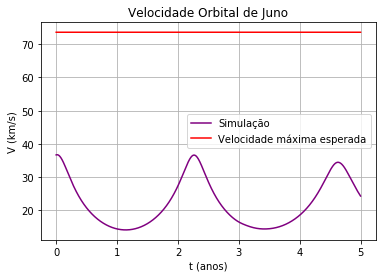 Velocidade Orbital de Juno
V (km/s)
70
60
50
40
30
20
Simulação
Velocidade máxima esperada
0 1 2 3 4 5
t (anos)